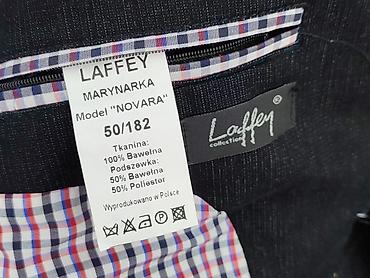 LAFFEY
MARYNARKA
Model "NOVARA"
50/182
Tkanina:
100% Bawełna
Podszewka:
50% Bawełna
50% Poliester
Wyprodukowano w Polsce
Laffey ®
collection